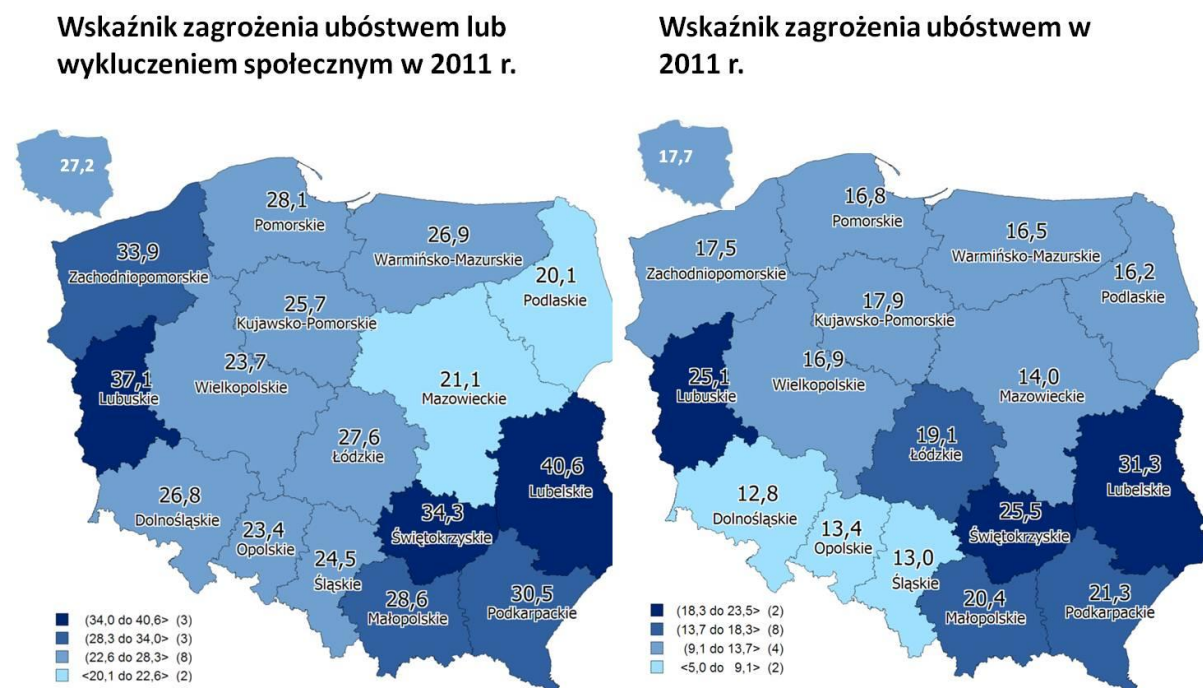 Wskaźnik zagrożenia ubóstwem lub
wykluczeniem społecznym w 2011 r.
27,2
28,1
Pomorskie
33,9
Zachodniopomorskie
26,9
Warmińsko-Mazurskie
20,1
Podlaskie
25,7
Kujawsko-Pomorskie
37,1
Lubuskie
23,7
Wielkopolskie
21,1
Mazowieckie
27,6
Łódzkie
40,6
Lubelskie
26,8
Dolnośląskie
23,4
Opolskie
24,5
Śląskie
34,3
Świętokrzyskie
28,6
Małopolskie
30,5
Podkarpackie
(34,0 do 40,6> (3)
(28,3 do 34,0> (3)
(22,6 do 28,3> (8)
<20,1 do 22,6> (2)
Wskaźnik zagrożenia ubóstwem w
2011 r.
17,7
16,8
Pomorskie
17,5
Zachodniopomorskie
16,5
Warmińsko-Mazurskie
16,2
Podlaskie
17,9
Kujawsko-Pomorskie
25,1
Lubuskie
16,9
Wielkopolskie
14,0
Mazowieckie
19,1
Łódzkie
31,3
Lubelskie
12,8
Dolnośląskie
13,4
Opolskie
13,0
Śląskie
25,5
Świętokrzyskie
20,4
Małopolskie
21,3
Podkarpackie
(18,3 do 23,5> (2)
(13,7 do 18,3> (8)
(9,1 do 13,7> (4)
<5,0 do 9,1> (2)